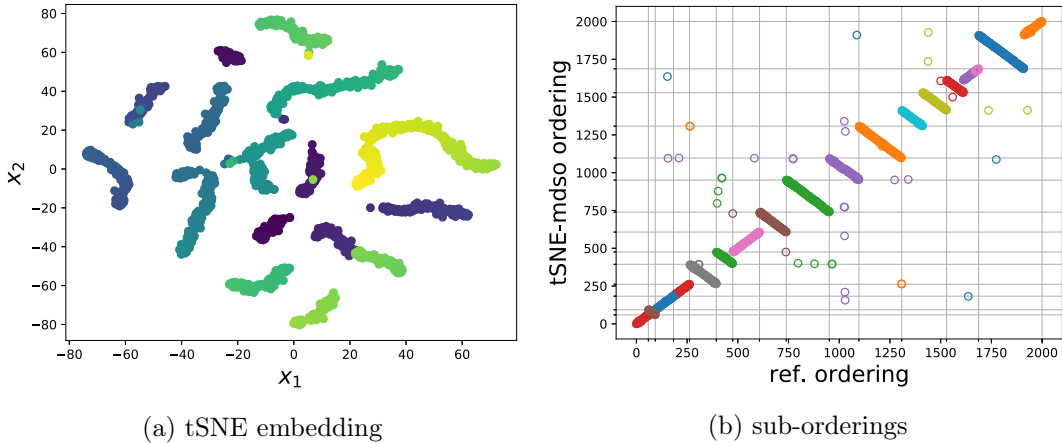 80
60
40
20
0
−20
−40
−60
−80
x₂
−80 −60 −40 −20 0 20 40 60
x₁
(a) tSNE embedding
2000
1750
1500
1250
1000
750
500
250
0
tSNE-mdso ordering
0 250 500 750 1000 1250 1500 1750 2000
ref. ordering
(b) sub-orderings